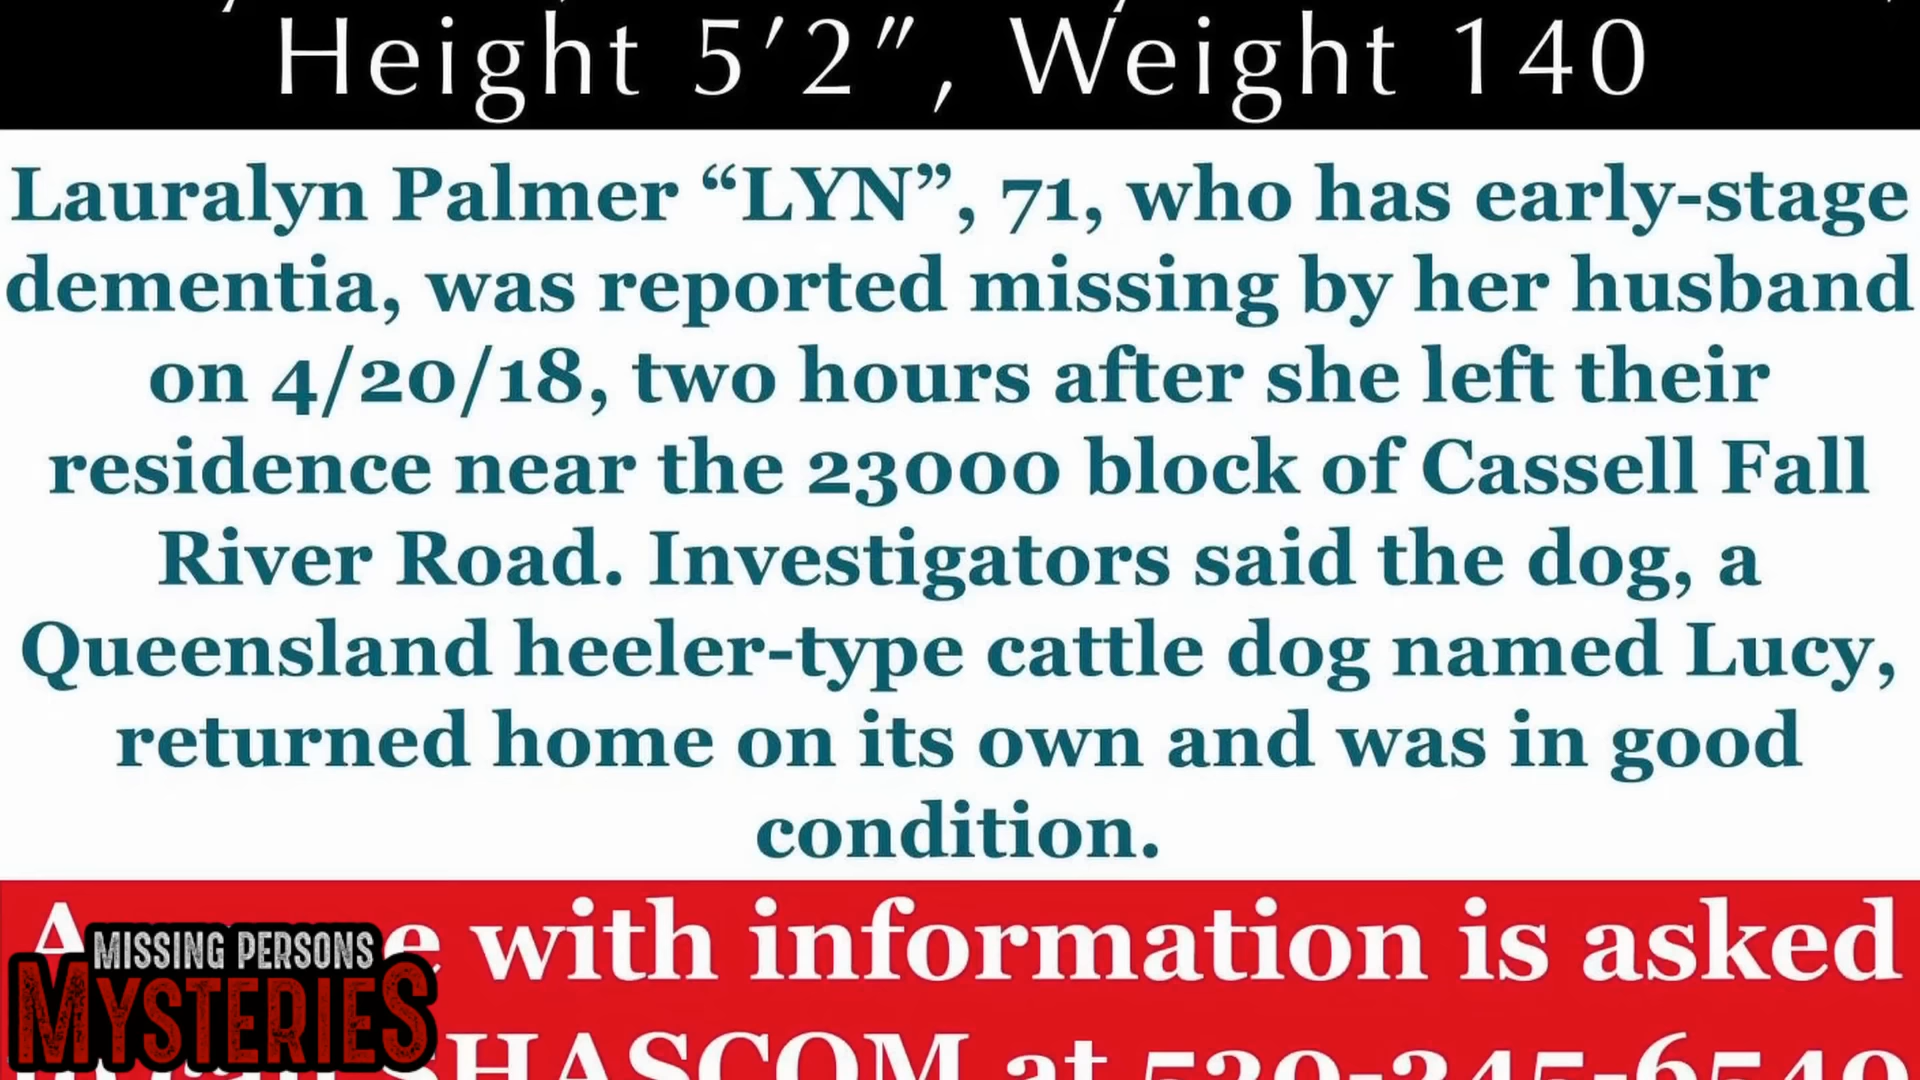 Height 5′2″, Weight 140
Lauralyn Palmer “LYN”, 71, who has early-stage
dementia, was reported missing by her husband
on 4/20/18, two hours after she left their
residence near the 23000 block of Cassell Fall
River Road. Investigators said the dog, a
Queensland heeler-type cattle dog named Lucy,
returned home on its own and was in good
condition.
with information is asked
SHASCOM at
MISSING PERSONS
MYSTERIES